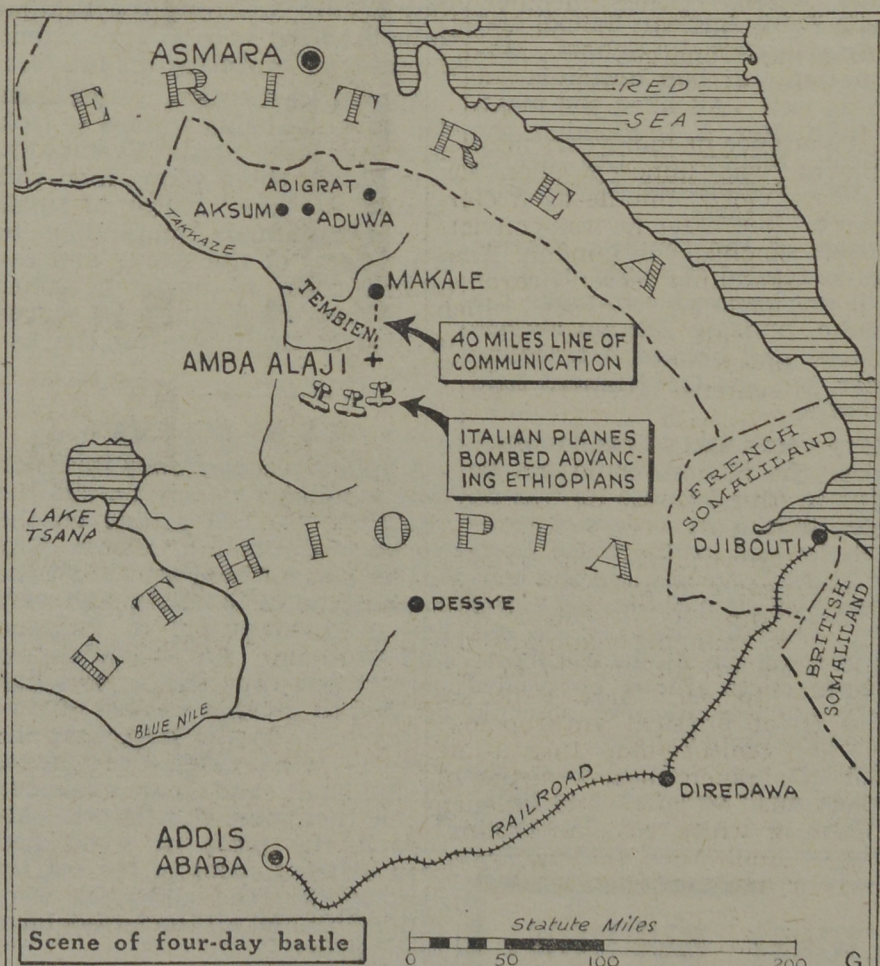 ASMARA
ERITREA
RED
SEA
ADIGRAT
AKSUM
ADUWA
TAKKAZE
MAKALE
TEMBIEN
40 MILES LINE OF
COMMUNICATION
AMBA ALAJI
ITALIAN PLANES
BOMBED ADVANC-
ING ETHIOPIANS
FRENCH
SOMALILAND
LAKE
TSANA
ETHIOPIA
DJIBOUTI
DESSYE
BRITISH
SOMALILAND
BLUE NILE
RAILROAD
DIREDAWA
ADDIS
ABABA
Scene of four-day battle
Statute Miles
0 50 100 200
G